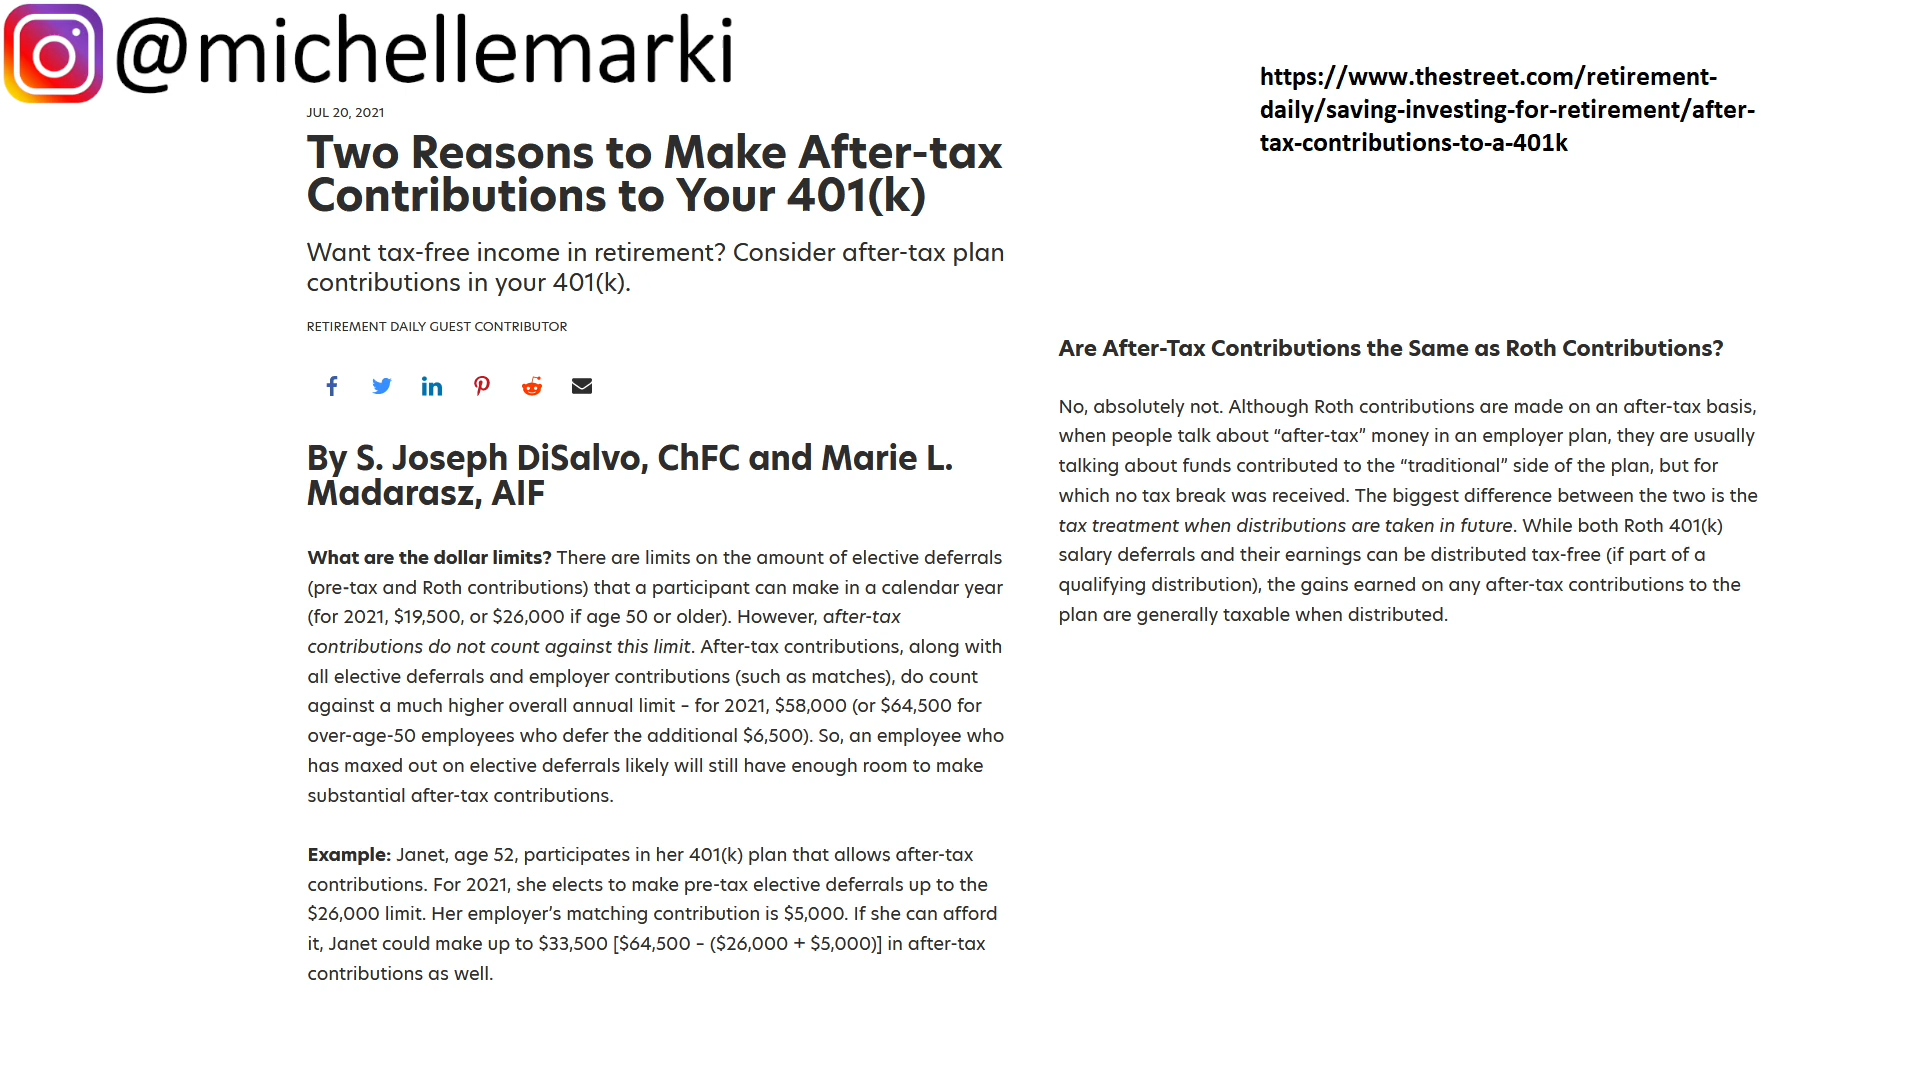 @michellemarki
https://www.thestreet.com/retirement-
daily/saving-investing-for-retirement/after-
tax-contributions-to-a-401k
JUL 20, 2021
Two Reasons to Make After-tax
Contributions to Your 401(k)
Want tax-free income in retirement? Consider after-tax plan
contributions in your 401(k).
RETIREMENT DAILY GUEST CONTRIBUTOR
By S. Joseph DiSalvo, ChFC and Marie L.
Madarasz, AIF
What are the dollar limits? There are limits on the amount of elective deferrals
(pre-tax and Roth contributions) that a participant can make in a calendar year
(for 2021, $19,500, or $26,000 if age 50 or older). However, after-tax
contributions do not count against this limit. After-tax contributions, along with
all elective deferrals and employer contributions (such as matches), do count
against a much higher overall annual limit – for 2021, $58,000 (or $64,500 for
over-age-50 employees who defer the additional $6,500). So, an employee who
has maxed out on elective deferrals likely will still have enough room to make
substantial after-tax contributions.
Example: Janet, age 52, participates in her 401(k) plan that allows after-tax
contributions. For 2021, she elects to make pre-tax elective deferrals up to the
$26,000 limit. Her employer’s matching contribution is $5,000. If she can afford
it, Janet could make up to $33,500 [$64,500 – ($26,000 + $5,000)] in after-tax
contributions as well.
Are After-Tax Contributions the Same as Roth Contributions?
No, absolutely not. Although Roth contributions are made on an after-tax basis,
when people talk about “after-tax” money in an employer plan, they are usually
talking about funds contributed to the “traditional” side of the plan, but for
which no tax break was received. The biggest difference between the two is the
tax treatment when distributions are taken in future. While both Roth 401(k)
salary deferrals and their earnings can be distributed tax-free (if part of a
qualifying distribution), the gains earned on any after-tax contributions to the
plan are generally taxable when distributed.